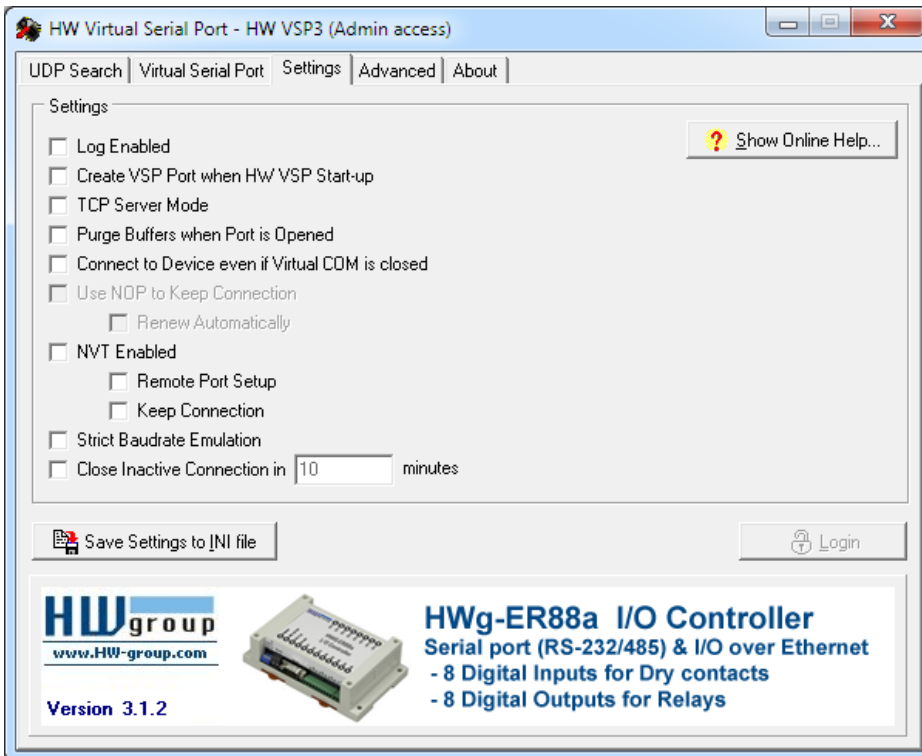 HW Virtual Serial Port - HW VSP3 (Admin access)
UDP Search Virtual Serial Port Settings Advanced About
Settings
Show Online Help...
Log Enabled
Create VSP Port when HW VSP Start-up
TCP Server Mode
Purge Buffers when Port is Opened
Connect to Device even if Virtual COM is closed
Use NOP to Keep Connection
Renew Automatically
NVT Enabled
Remote Port Setup
Keep Connection
Strict Baudrate Emulation
Close Inactive Connection in 10 minutes
Save Settings to INI file
Login
HW group
www.HW-group.com
Version 3.1.2
HWg-ER88a I/O Controller
Serial port (RS-232/485) & I/O over Ethernet
- 8 Digital Inputs for Dry contacts
- 8 Digital Outputs for Relays